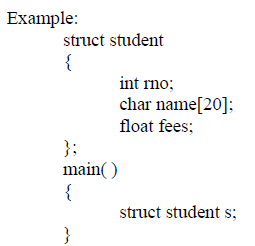 Example:
struct student
{
int rno;
char name[20];
float fees;
};
main( )
{
struct student s;
}